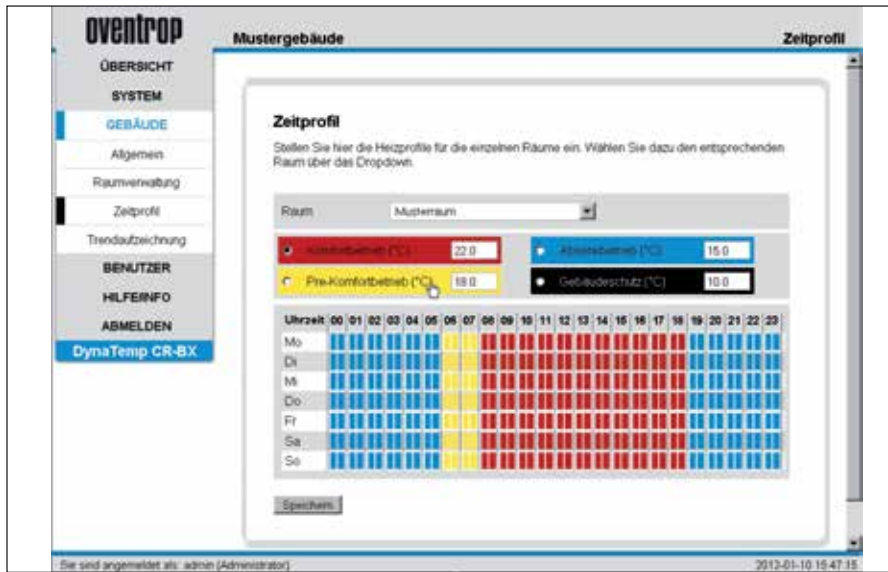 oventrop
Mustergebäude
Zeitprofil
ÜBERSICHT
SYSTEM
GEBÄUDE
Allgemein
Raumverwaltung
Zeitprofil
Trendaufzeichnung
BENUTZER
HILFE/INFO
ABMELDEN
DynaTemp CR-BX
Zeitprofil
Stellen Sie hier die Heizprofile für die einzelnen Räume ein. Wählen Sie dazu den entsprechenden
Raum über das Dropdown.
Raum Musterraum
Komfortbetrieb (°C) 22.0 Absenkbetrieb (°C) 15.0
Pre-Komfortbetrieb (°C) 18.0 Gebäudeschutz (°C) 10.0
Uhrzeit 00 01 02 03 04 05 06 07 08 09 10 11 12 13 14 15 16 17 18 19 20 21 22 23
Mo
Di
Mi
Do
Fr
Sa
So
Speichern
Sie sind angemeldet als: admin (Administrator) 2012-01-10 15:47:15